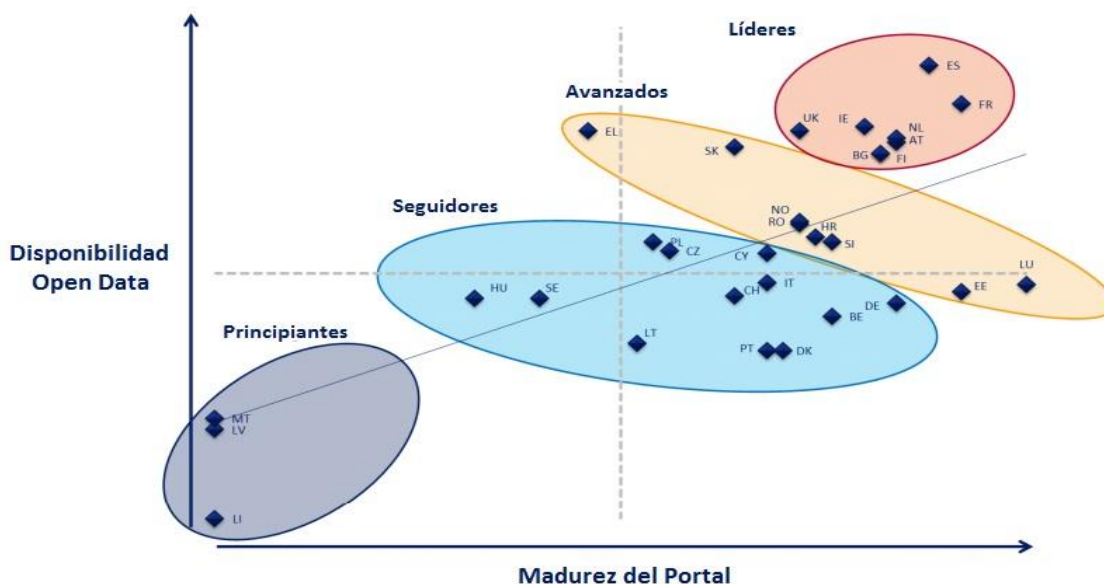 Líderes
ES
Avanzados
FR
UK
IE
NL
EL
AT
SK
BG
FI
Seguidores
NO
RO
HR
PL
SI
CZ
CY
Disponibilidad
Open Data
LU
IT
HU
SE
CH
EE
DE
BE
Principiantes
LT
PT
DK
MT
LV
LI
Madurez del Portal